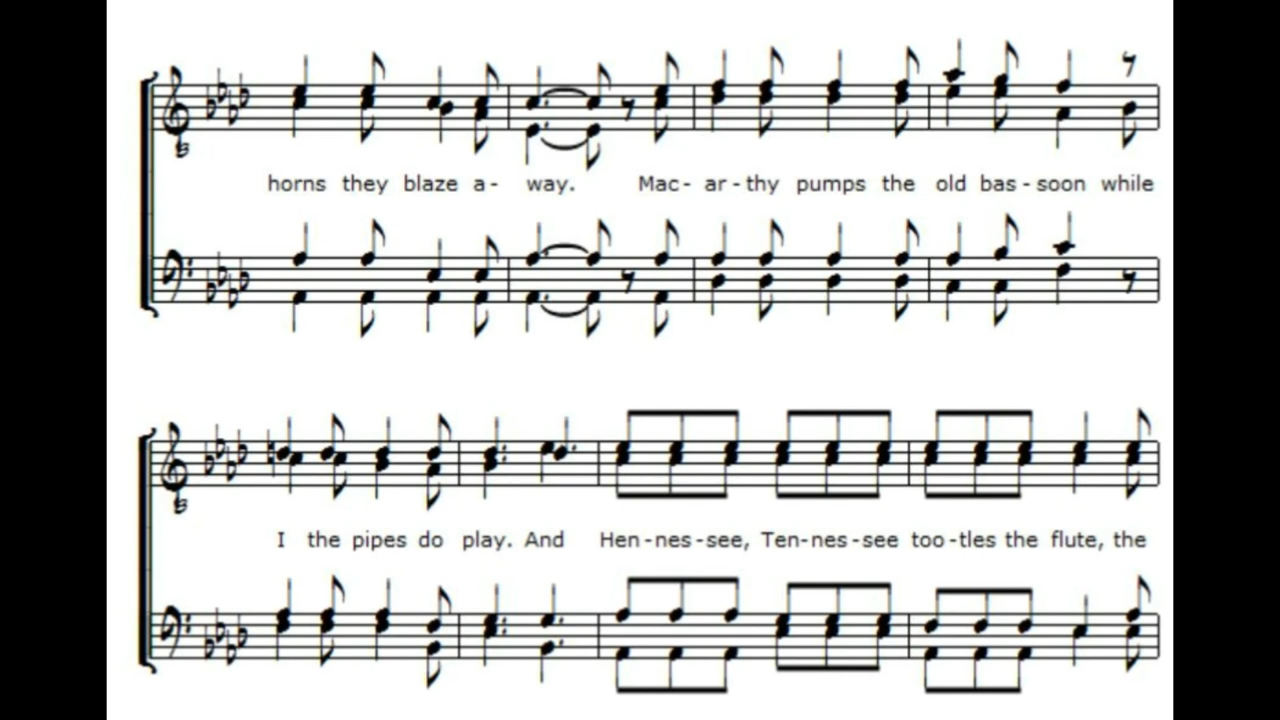 horns they blaze a- way. Mac- ar-thy pumps the old bas-soon while
I the pipes do play. And Hen-nes-see, Ten-nes-see too-tles the flute, the